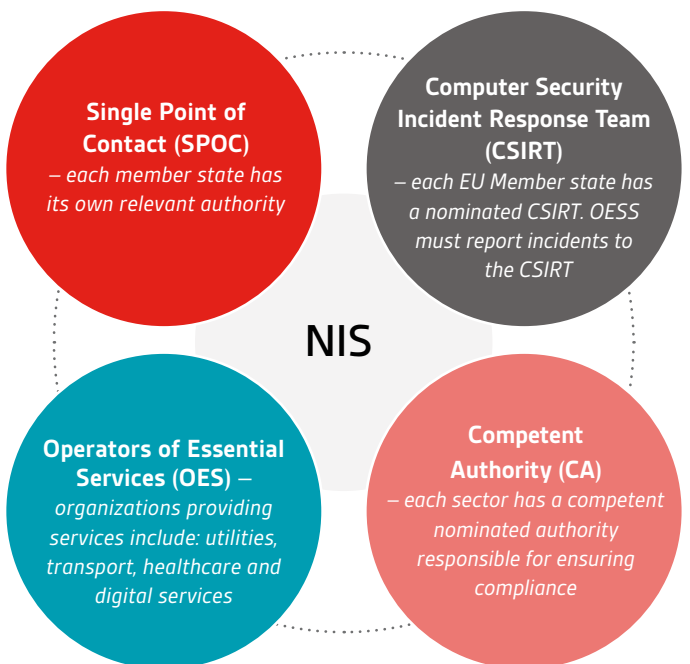 Single Point of
Contact (SPOC)
– each member state has
its own relevant authority
Computer Security
Incident Response Team
(CSIRT)
– each EU Member state has
a nominated CSIRT. OESS
must report incidents to
the CSIRT
NIS
Operators of Essential
Services (OES) –
organizations providing
services include: utilities,
transport, healthcare and
digital services
Competent
Authority (CA)
– each sector has a competent
nominated authority
responsible for ensuring
compliance